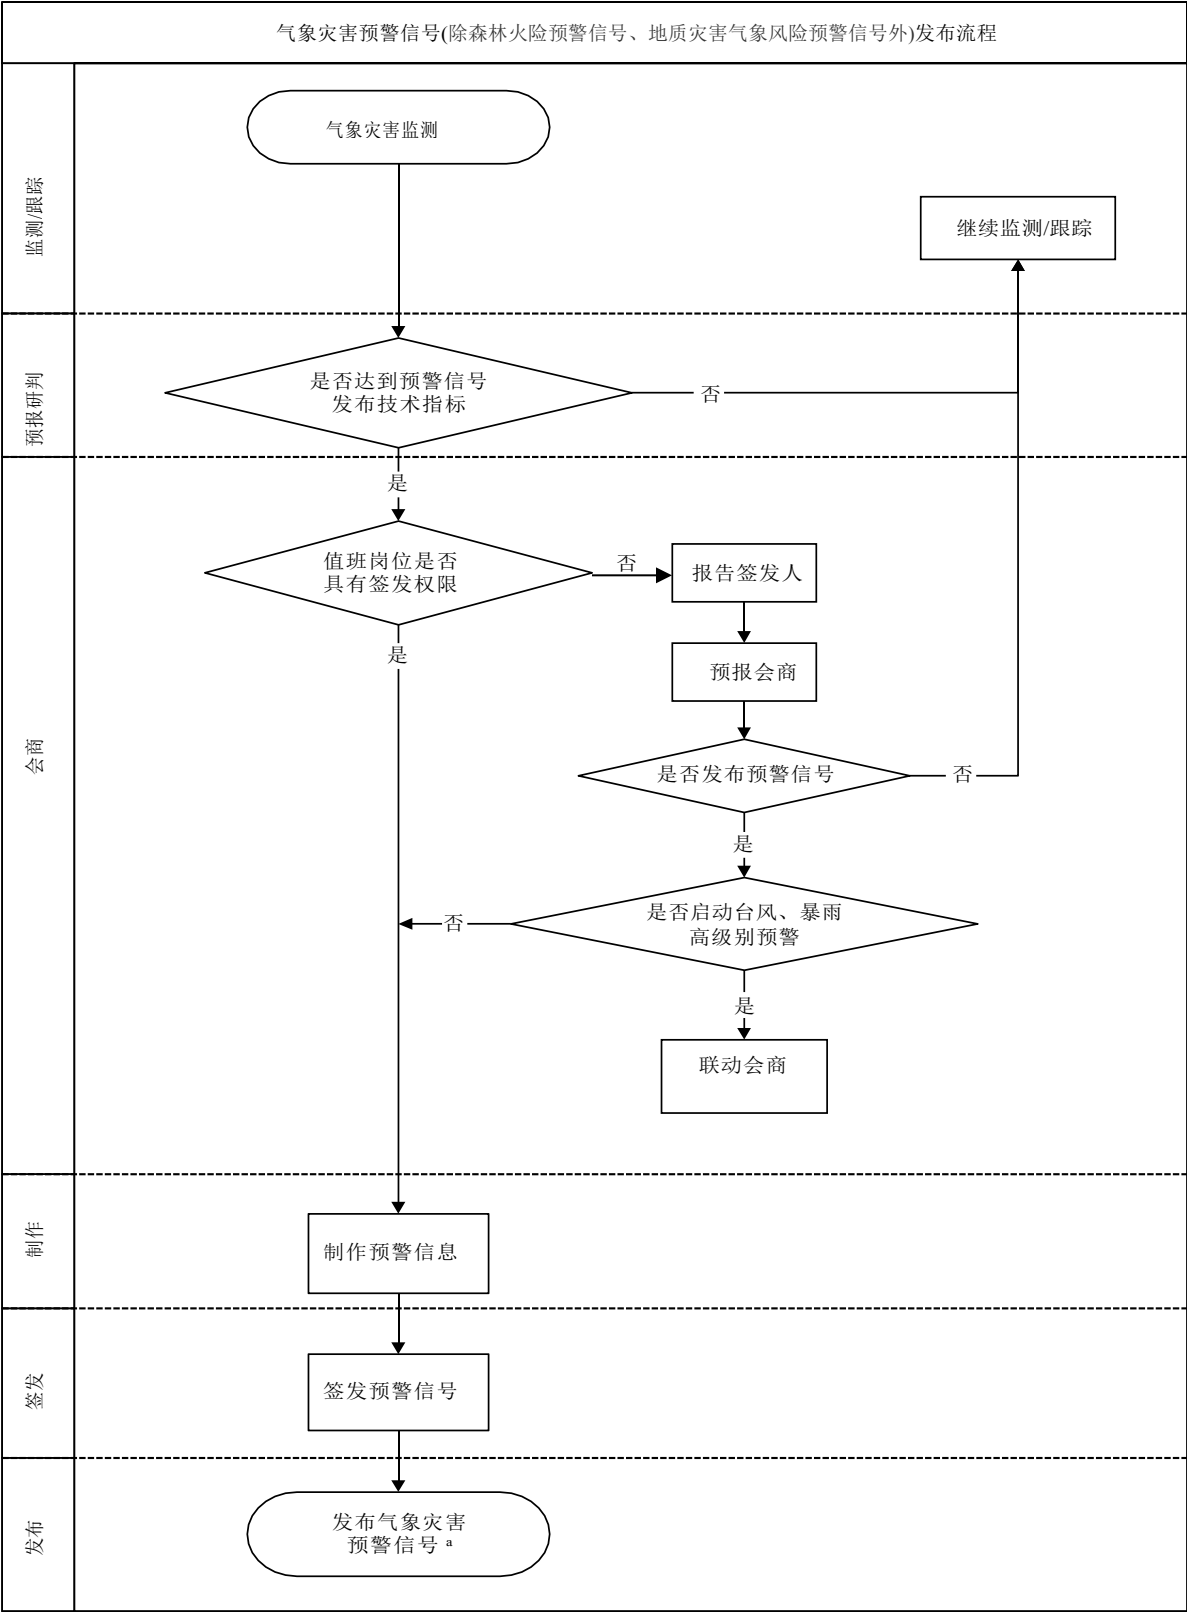 气象灾害预警信号(除森林火险预警信号、地质灾害气象风险预警信号外)发布流程
监测/跟踪
气象灾害监测
继续监测/跟踪
预报研判
是否达到预警信号
发布技术指标
否
是
会商
值班岗位是否
具有签发权限
否
报告签发人
是
预报会商
是否发布预警信号
否
是
是否启动台风、暴雨
高级别预警
否
是
联动会商
制作
制作预警信息
签发
签发预警信号
发布
发布气象灾害
预警信号 a